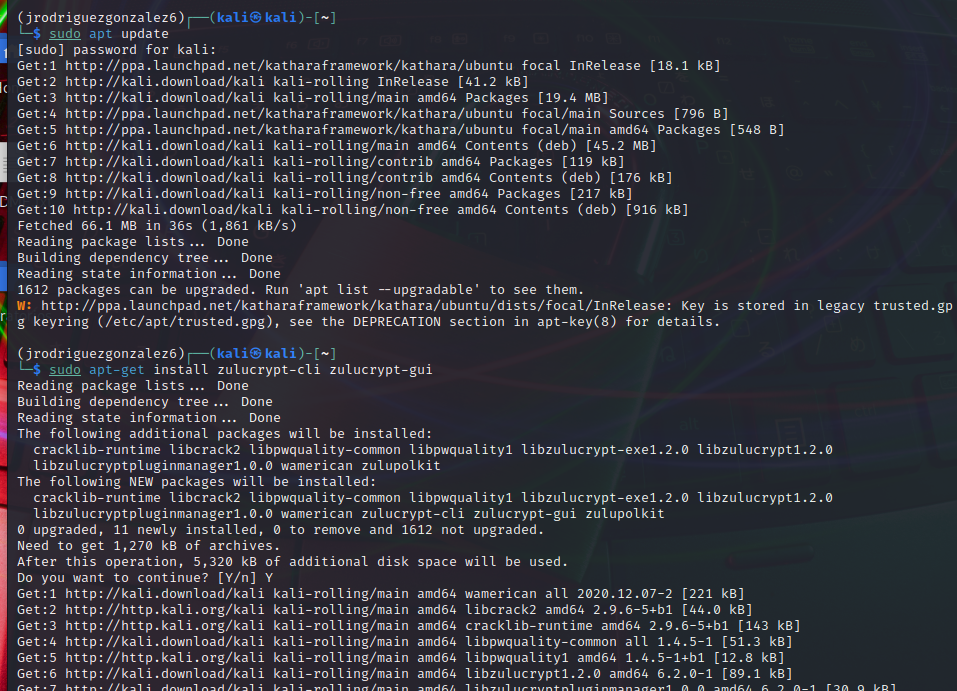 (jrodriguezgonzalez6)┌──(kali㉿kali)-[~]
└─$ sudo apt update
[sudo] password for kali:
Get:1 http://ppa.launchpad.net/katharaframework/kathara/ubuntu focal InRelease [18.1 kB]
Get:2 http://kali.download/kali kali-rolling InRelease [41.2 kB]
Get:3 http://kali.download/kali kali-rolling/main amd64 Packages [19.4 MB]
Get:4 http://ppa.launchpad.net/katharaframework/kathara/ubuntu focal/main Sources [796 B]
Get:5 http://ppa.launchpad.net/katharaframework/kathara/ubuntu focal/main amd64 Packages [548 B]
Get:6 http://kali.download/kali kali-rolling/main amd64 Contents (deb) [45.2 MB]
Get:7 http://kali.download/kali kali-rolling/contrib amd64 Packages [119 kB]
Get:8 http://kali.download/kali kali-rolling/contrib amd64 Contents (deb) [176 kB]
Get:9 http://kali.download/kali kali-rolling/non-free amd64 Packages [217 kB]
Get:10 http://kali.download/kali kali-rolling/non-free amd64 Contents (deb) [916 kB]
Fetched 66.1 MB in 36s (1,861 kB/s)
Reading package lists... Done
Building dependency tree... Done
Reading state information... Done
1612 packages can be upgraded. Run 'apt list --upgradable' to see them.
W: http://ppa.launchpad.net/katharaframework/kathara/ubuntu/dists/focal/InRelease: Key is stored in legacy trusted.gp
g keyring (/etc/apt/trusted.gpg), see the DEPRECATION section in apt-key(8) for details.
(jrodriguezgonzalez6)┌──(kali㉿kali)-[~]
└─$ sudo apt-get install zulucrypt-cli zulucrypt-gui
Reading package lists... Done
Building dependency tree... Done
Reading state information... Done
The following additional packages will be installed:
cracklib-runtime libcrack2 libpwquality-common libpwquality1 libzulucrypt-exe1.2.0 libzulucrypt1.2.0
libzulucryptpluginmanager1.0.0 wamerican zulupolkit
The following NEW packages will be installed:
cracklib-runtime libcrack2 libpwquality-common libpwquality1 libzulucrypt-exe1.2.0 libzulucrypt1.2.0
libzulucryptpluginmanager1.0.0 wamerican zulucrypt-cli zulucrypt-gui zulupolkit
0 upgraded, 11 newly installed, 0 to remove and 1612 not upgraded.
Need to get 1,270 kB of archives.
After this operation, 5,320 kB of additional disk space will be used.
Do you want to continue? [Y/n] Y
Get:1 http://kali.download/kali kali-rolling/main amd64 wamerican all 2020.12.07-2 [221 kB]
Get:2 http://http.kali.org/kali kali-rolling/main amd64 libcrack2 amd64 2.9.6-5+b1 [44.0 kB]
Get:3 http://http.kali.org/kali kali-rolling/main amd64 cracklib-runtime amd64 2.9.6-5+b1 [143 kB]
Get:4 http://kali.download/kali kali-rolling/main amd64 libpwquality-common all 1.4.5-1 [51.3 kB]
Get:5 http://http.kali.org/kali kali-rolling/main amd64 libpwquality1 amd64 1.4.5-1+b1 [12.8 kB]
Get:6 http://kali.download/kali kali-rolling/main amd64 libzulucrypt1.2.0 amd64 6.2.0-1 [89.1 kB]
Get:7 http://kali.download/kali kali-rolling/main amd64 libzulucryptpluginmanager1.0.0 amd64 6.2.0-1 [30.9 kB]